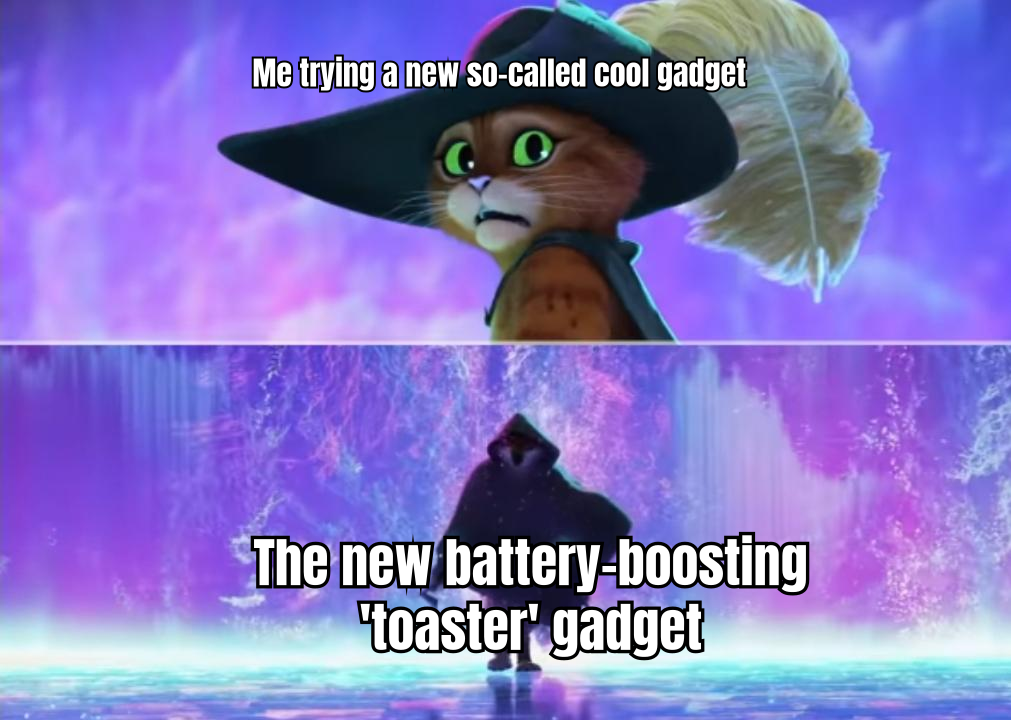 Me trying a new so-called cool gadget
The new battery-boosting
'toaster' gadget